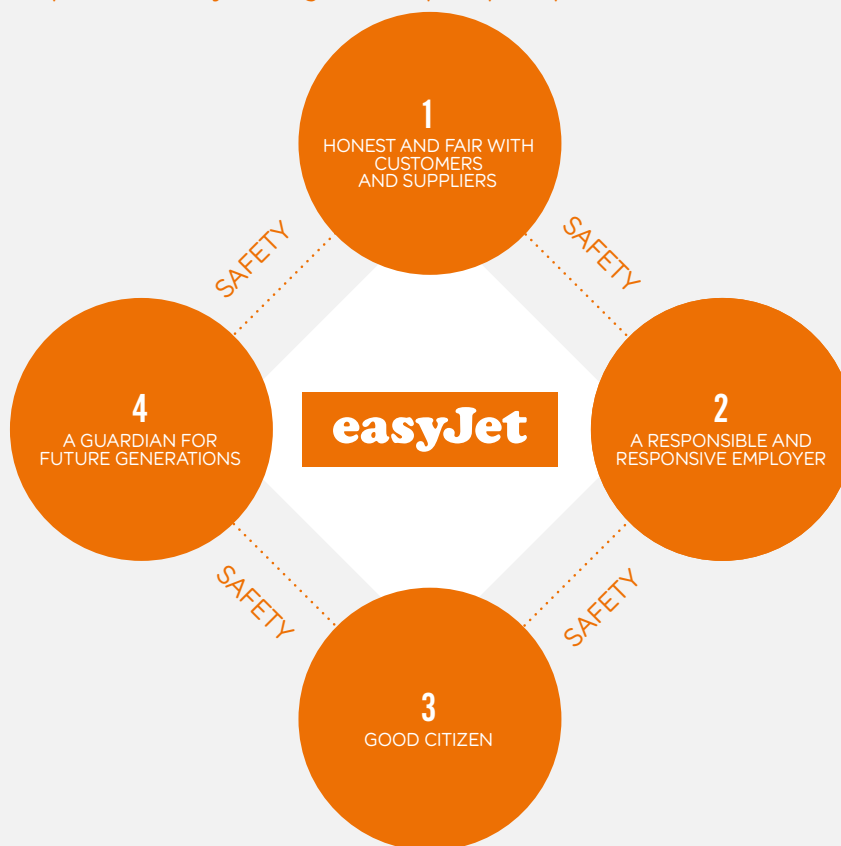 1
HONEST AND FAIR WITH
CUSTOMERS
AND SUPPLIERS
SAFETY
SAFETY
4
A GUARDIAN FOR
FUTURE GENERATIONS
easyJet
2
A RESPONSIBLE AND
RESPONSIVE EMPLOYER
SAFETY
SAFETY
3
GOOD CITIZEN